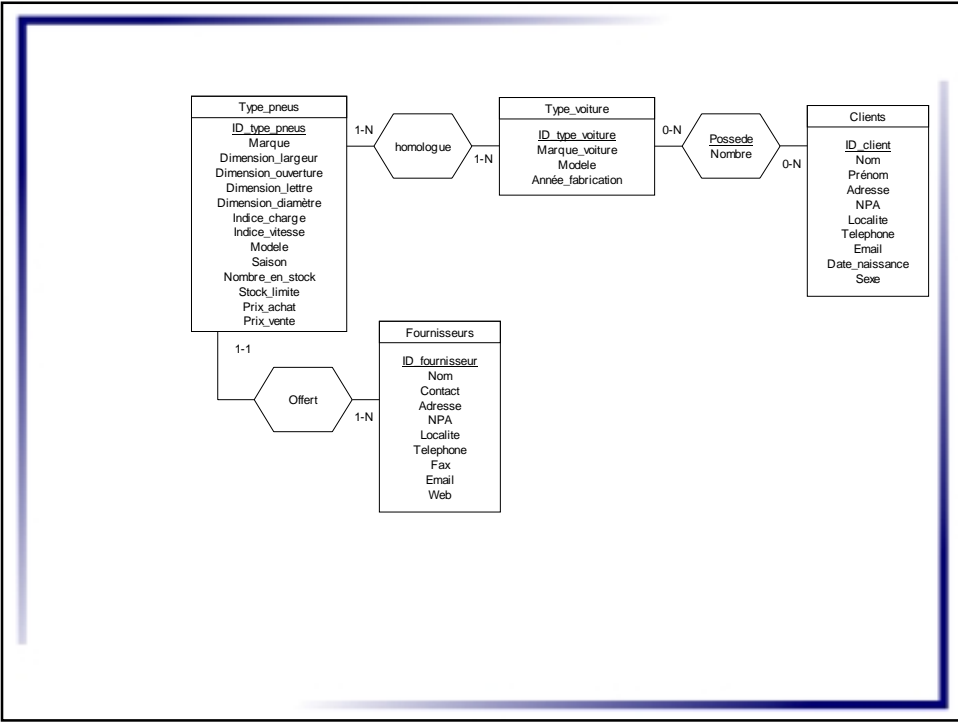 Type_pneus
ID_type_pneus
Marque
Dimension_largeur
Dimension_ouverture
Dimension_lettre
Dimension_diamètre
Indice_charge
Indice_vitesse
Modele
Saison
Nombre_en_stock
Stock_limite
Prix_achat
Prix_vente
1-N
homologue
1-N
Type_voiture
ID_type_voiture
Marque_voiture
Modele
Année_fabrication
0-N
Possede
Nombre
0-N
Clients
ID_client
Nom
Prénom
Adresse
NPA
Localite
Telephone
Email
Date_naissance
Sexe
1-1
Offert
1-N
Fournisseurs
ID_fournisseur
Nom
Contact
Adresse
NPA
Localite
Telephone
Fax
Email
Web